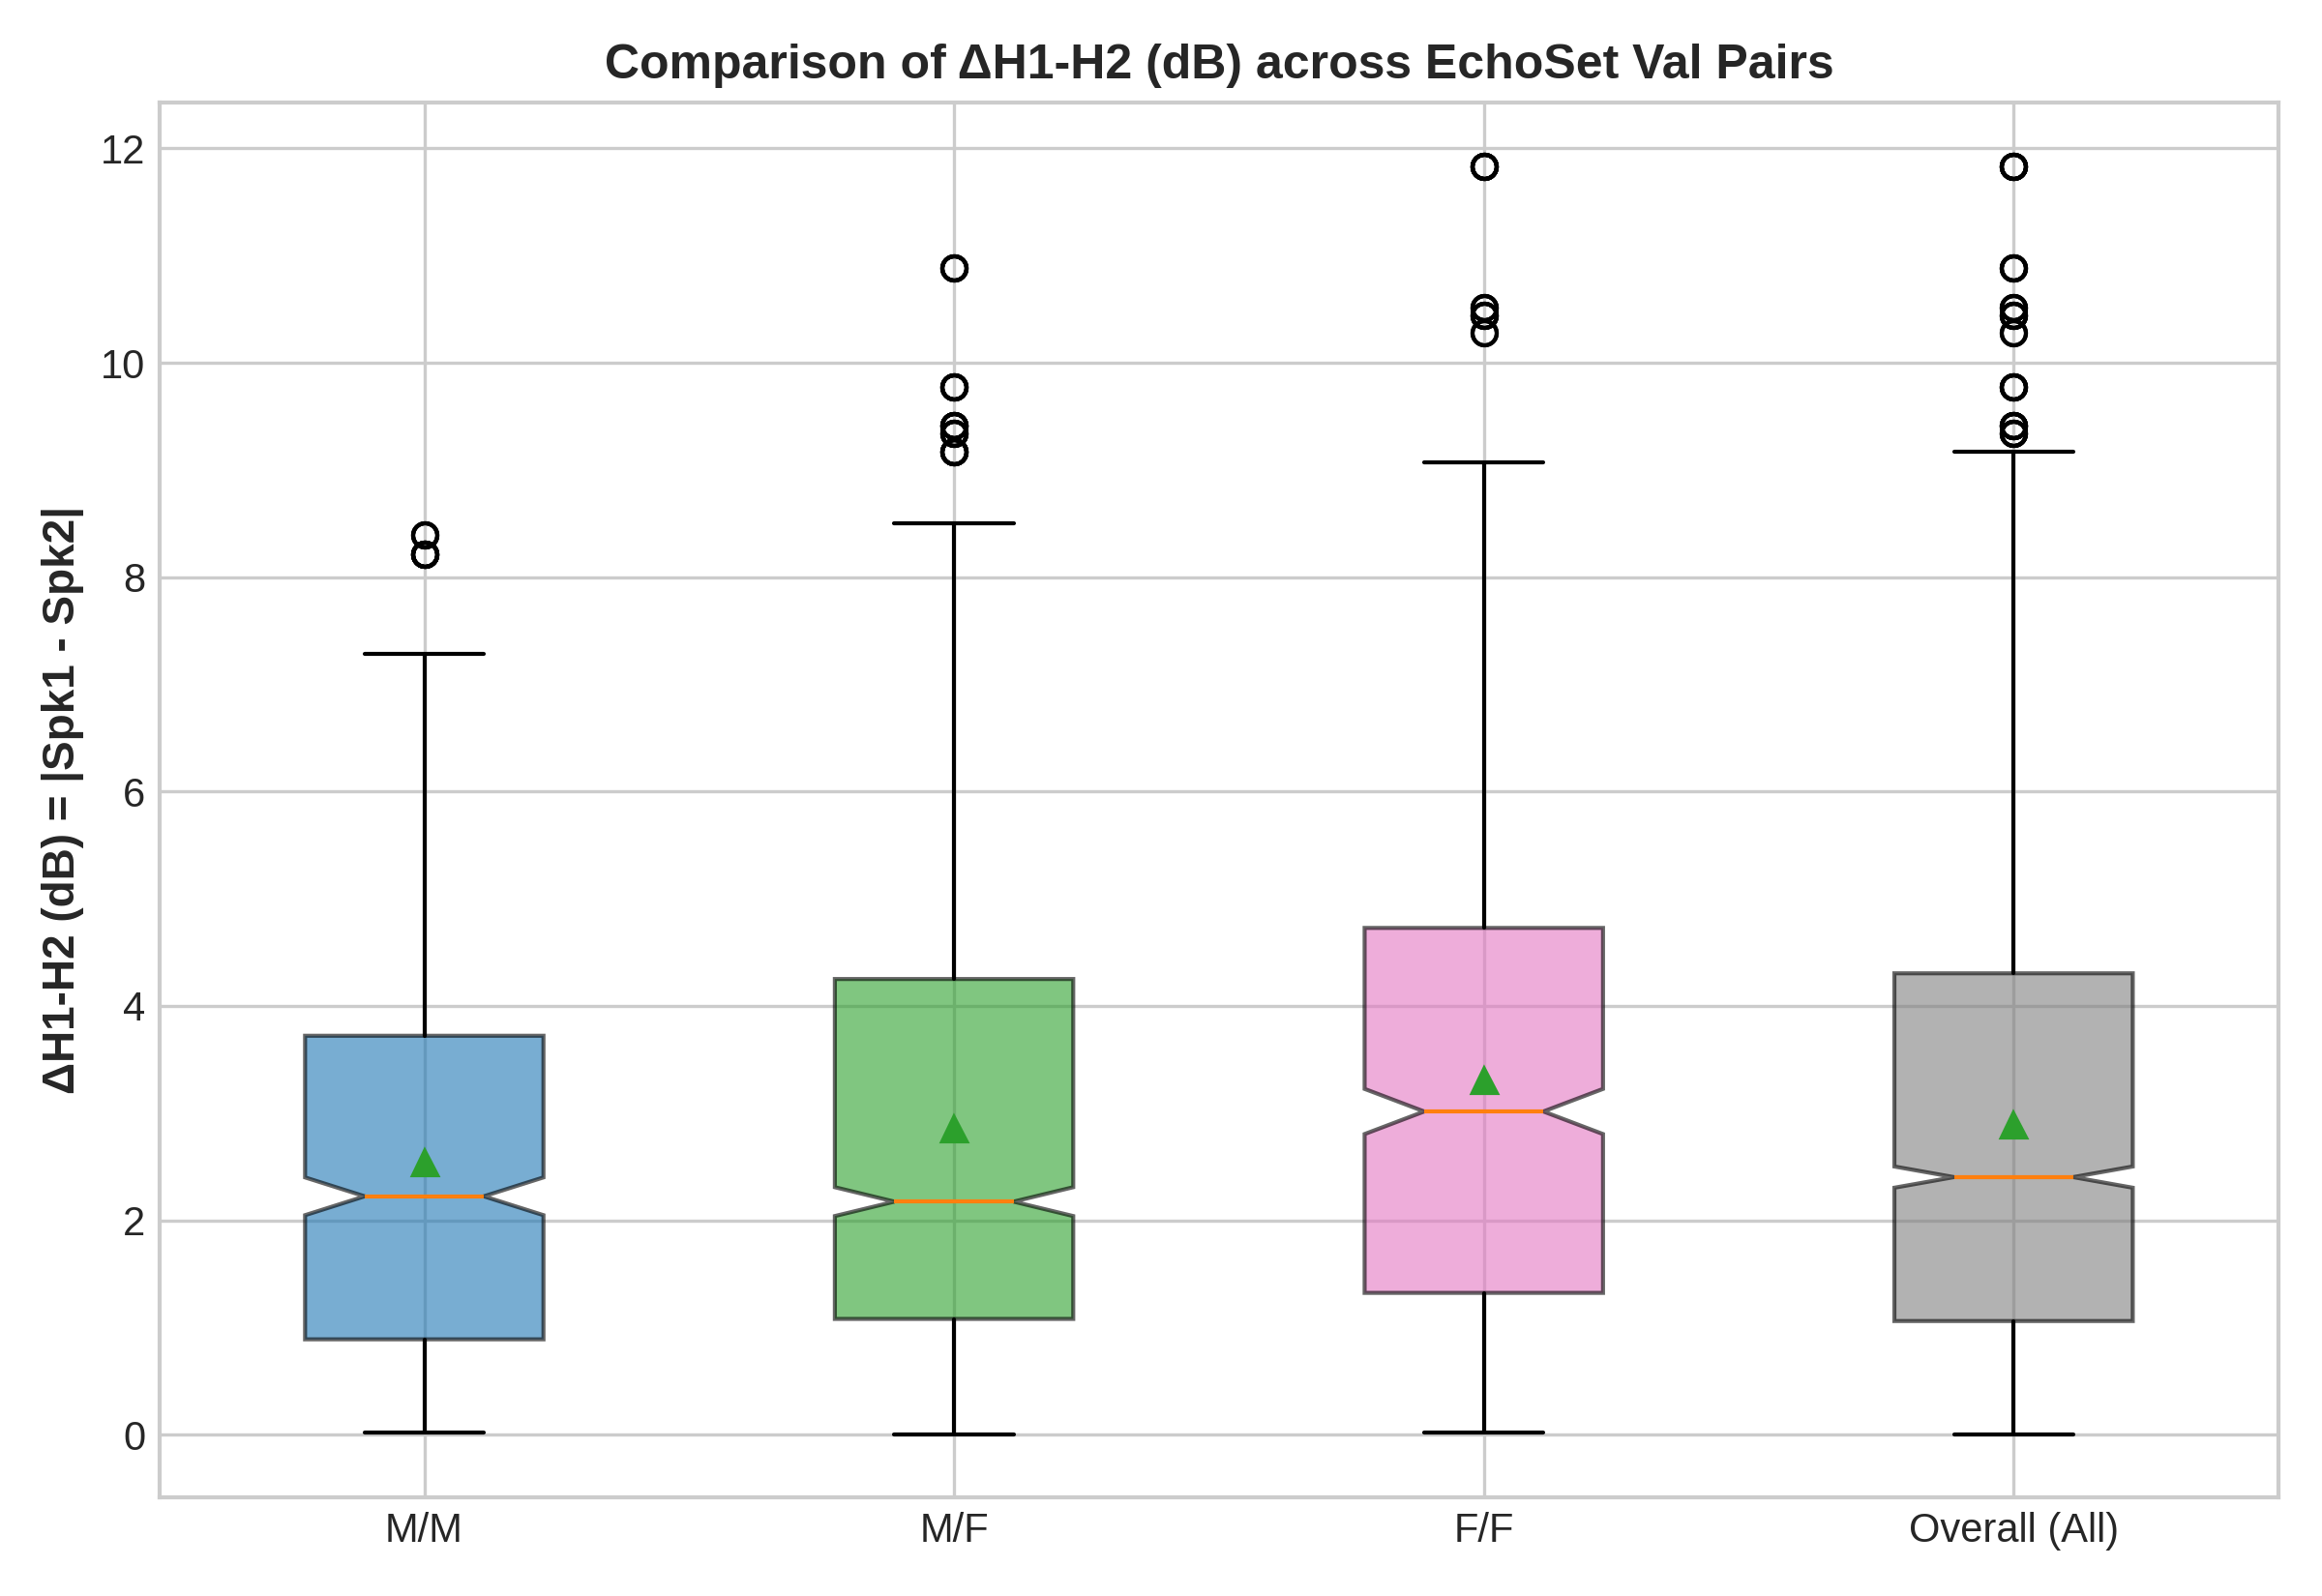 Comparison of ΔH1-H2 (dB) across EchoSet Val Pairs
ΔH1-H2 (dB) = |Spk1 - Spk2|
12
10
8
6
4
2
0
M/M
M/F
F/F
Overall (All)